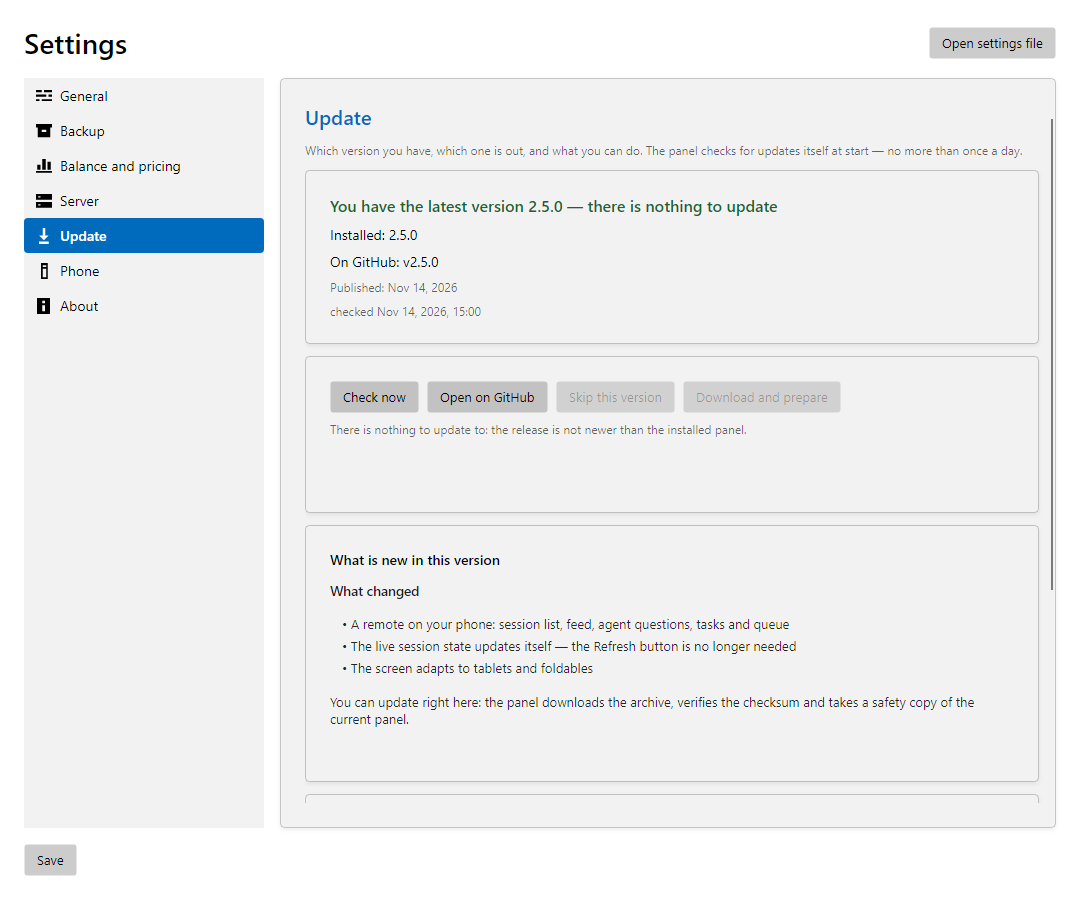 Settings
Open settings file
General
Backup
Balance and pricing
Server
Update
Phone
About
Update
Which version you have, which one is out, and what you can do. The panel checks for updates itself at start — no more than once a day.
You have the latest version 2.5.0 — there is nothing to update
Installed: 2.5.0
On GitHub: v2.5.0
Published: Nov 14, 2026
checked Nov 14, 2026, 15:00
Check now
Open on GitHub
Skip this version
Download and prepare
There is nothing to update to: the release is not newer than the installed panel.
What is new in this version
What changed
• A remote on your phone: session list, feed, agent questions, tasks and queue
• The live session state updates itself — the Refresh button is no longer needed
• The screen adapts to tablets and foldables
You can update right here: the panel downloads the archive, verifies the checksum and takes a safety copy of the
current panel.
Save